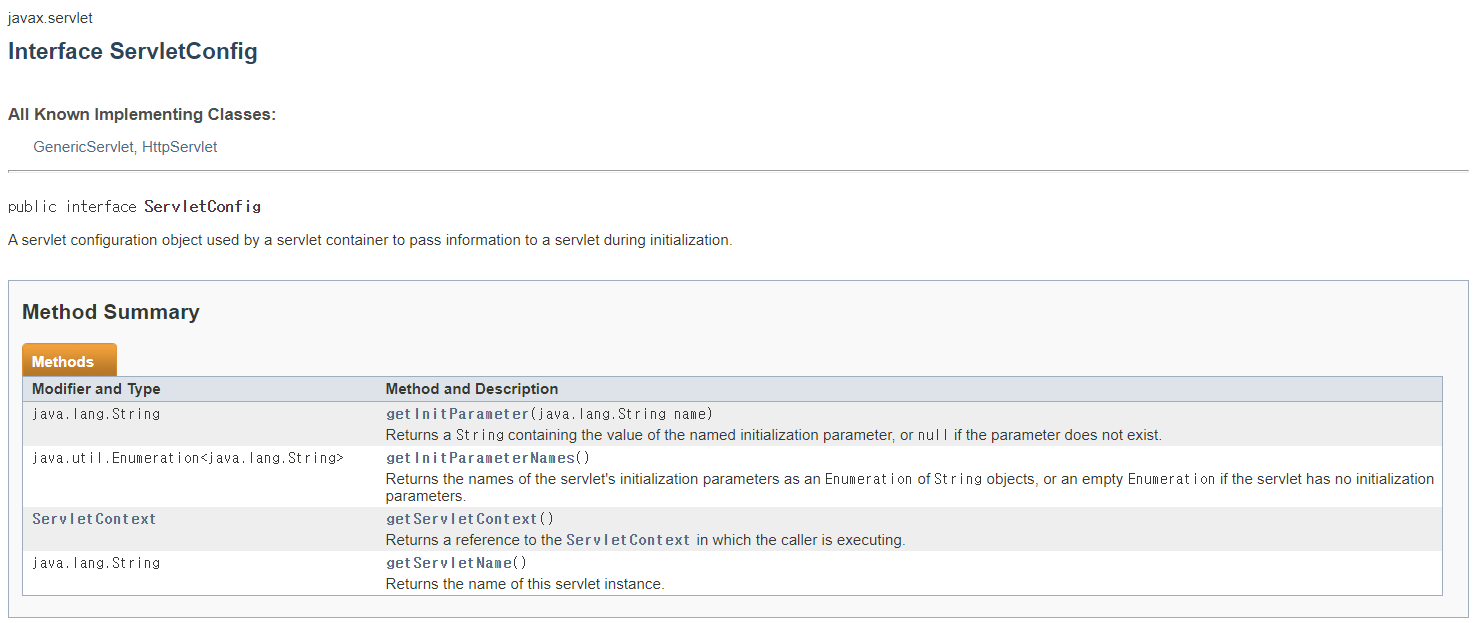 javax.servlet
Interface ServletConfig
All Known Implementing Classes:
GenericServlet, HttpServlet
public interface ServletConfig
A servlet configuration object used by a servlet container to pass information to a servlet during initialization.
Method Summary
Methods
Modifier and Type Method and Description
java.lang.String getInitParameter(java.lang.String name)
Returns a String containing the value of the named initialization parameter, or null if the parameter does not exist.
java.util.Enumeration<java.lang.String> getInitParameterNames()
Returns the names of the servlet's initialization parameters as an Enumeration of String objects, or an empty Enumeration if the servlet has no initialization
parameters.
ServletContext getServletContext()
Returns a reference to the ServletContext in which the caller is executing.
java.lang.String getServletName()
Returns the name of this servlet instance.